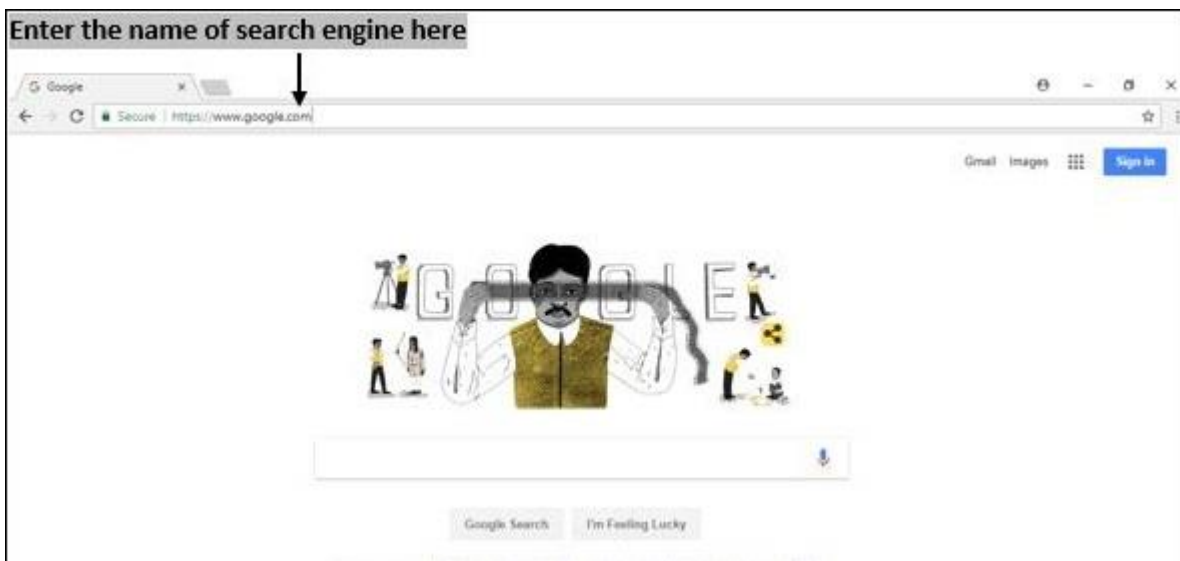 Enter the name of search engine here
G Google
Secure | https://www.google.com
Gmail Images Sign in
GOOGLE
Google Search I'm Feeling Lucky